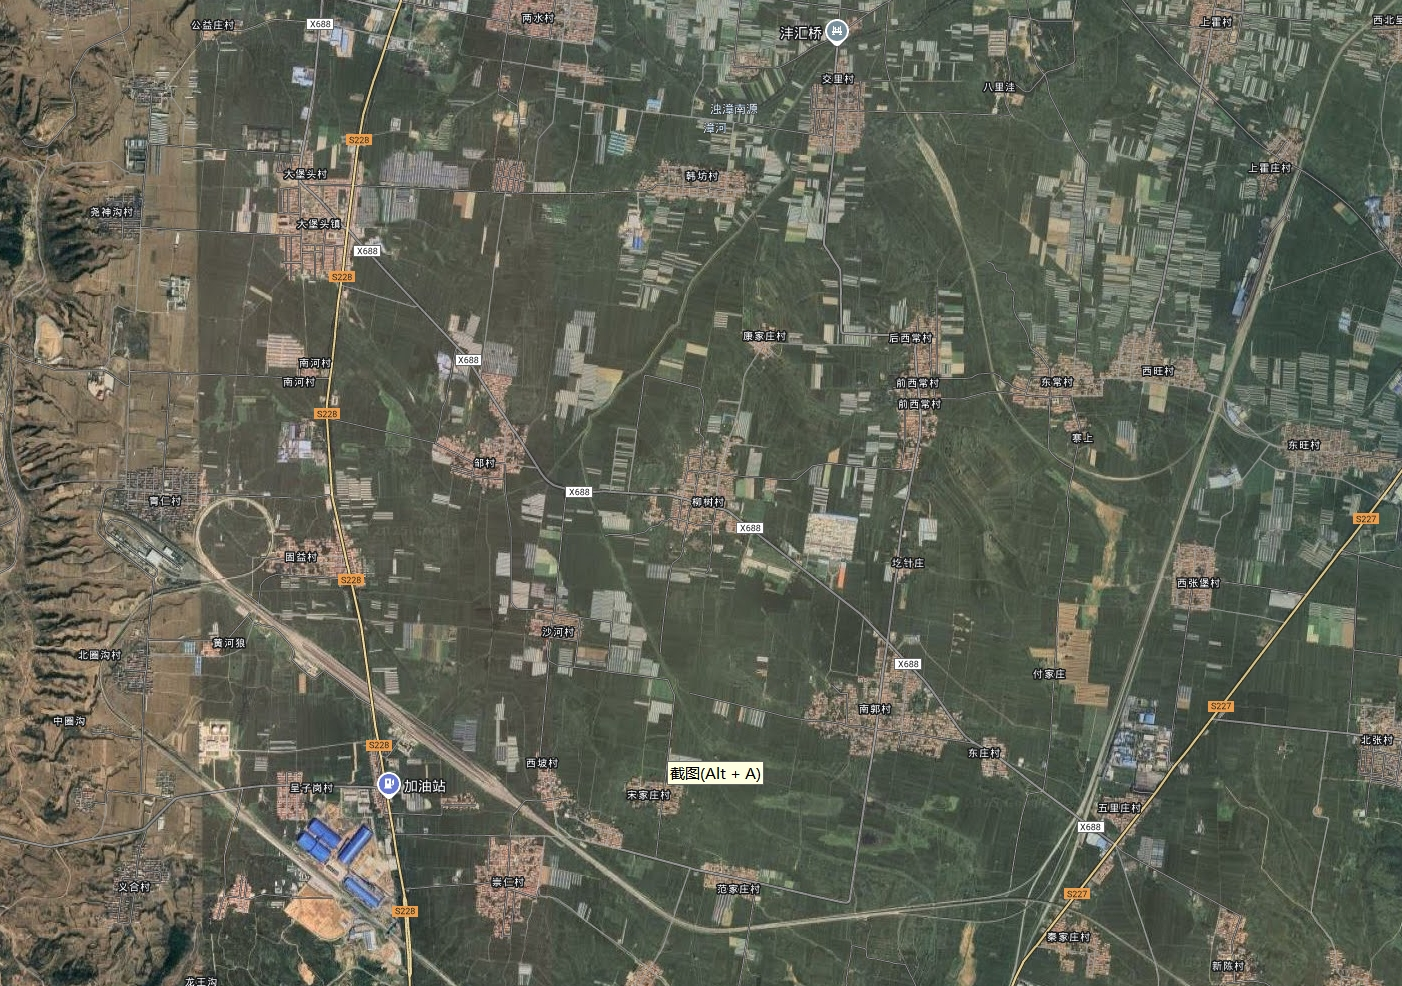 公益庄村
X688
两水村
沣汇桥
上霍村
西北呈
交里村
八里洼
浊漳南源
漳河
S228
大堡头村
韩坊村
上霍庄村
尧神沟村
大堡头镇
X688
S228
康家庄村
后西常村
南河村
X688
南河村
前西常村
东常村
西旺村
前西常村
S228
寨上
东旺村
邹村
青仁村
X688
柳树村
X688
S227
固益村
S228
圪针庄
西张堡村
沙河村
黄河狼
北圈沟村
X688
付家庄
中圈沟
南郭村
S227
S228
东庄村
北张村
西坡村
截图(Alt + A)
呈子岗村
加油站
宋家庄村
五里庄村
X688
义合村
崇仁村
范家庄村
S227
S228
秦家庄村
新陈村
龙王沟